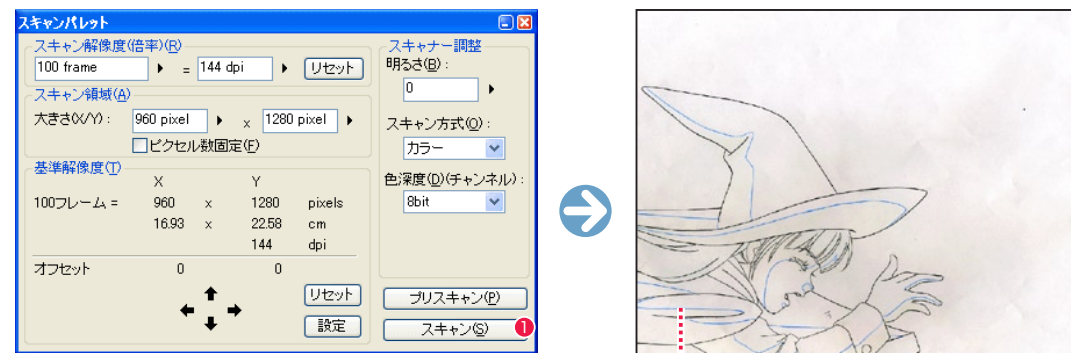 スキャンパレット
スキャン解像度(倍率)(R)
100 frame = 144 dpi リセット
スキャン領域(A)
大きさ(X/Y): 960 pixel x 1280 pixel
ピクセル数固定(F)
基準解像度(T)
X Y
100フレーム = 960 x 1280 pixels
16.93 x 22.58 cm
144 dpi
オフセット 0 0
リセット
設定
スキャナー調整
明るさ(B):
0
スキャン方式(O):
カラー
色深度(D)(チャンネル):
8bit
プリスキャン(P)
スキャン(S) 1